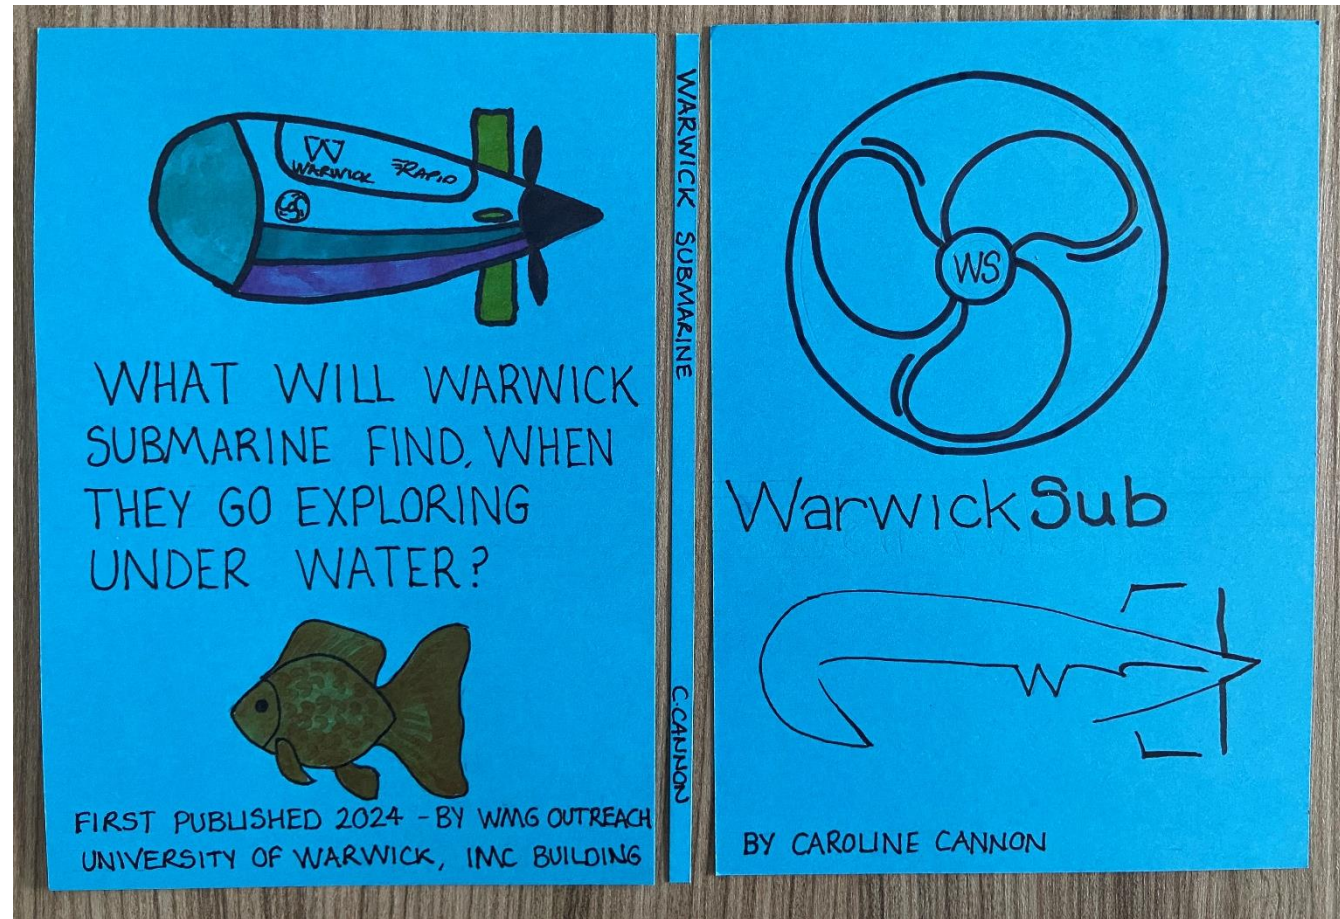 W
WARWICK RAPID
WHAT WILL WARWICK
SUBMARINE FIND, WHEN
THEY GO EXPLORING
UNDER WATER?
FIRST PUBLISHED 2024 - BY WMG OUTREACH
UNIVERSITY OF WARWICK, IMC BUILDING
WARWICK SUBMARINE
C.CANNON
WS
WarwickSub
W
BY CAROLINE CANNON